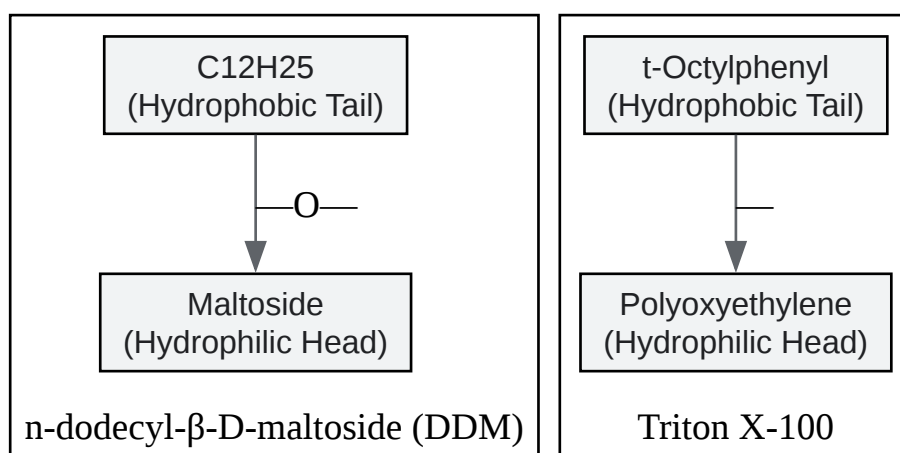 C12H25
(Hydrophobic Tail)
—O—
Maltoside
(Hydrophilic Head)
n-dodecyl-β-D-maltoside (DDM)
t-Octylphenyl
(Hydrophobic Tail)
—
Polyoxyethylene
(Hydrophilic Head)
Triton X-100